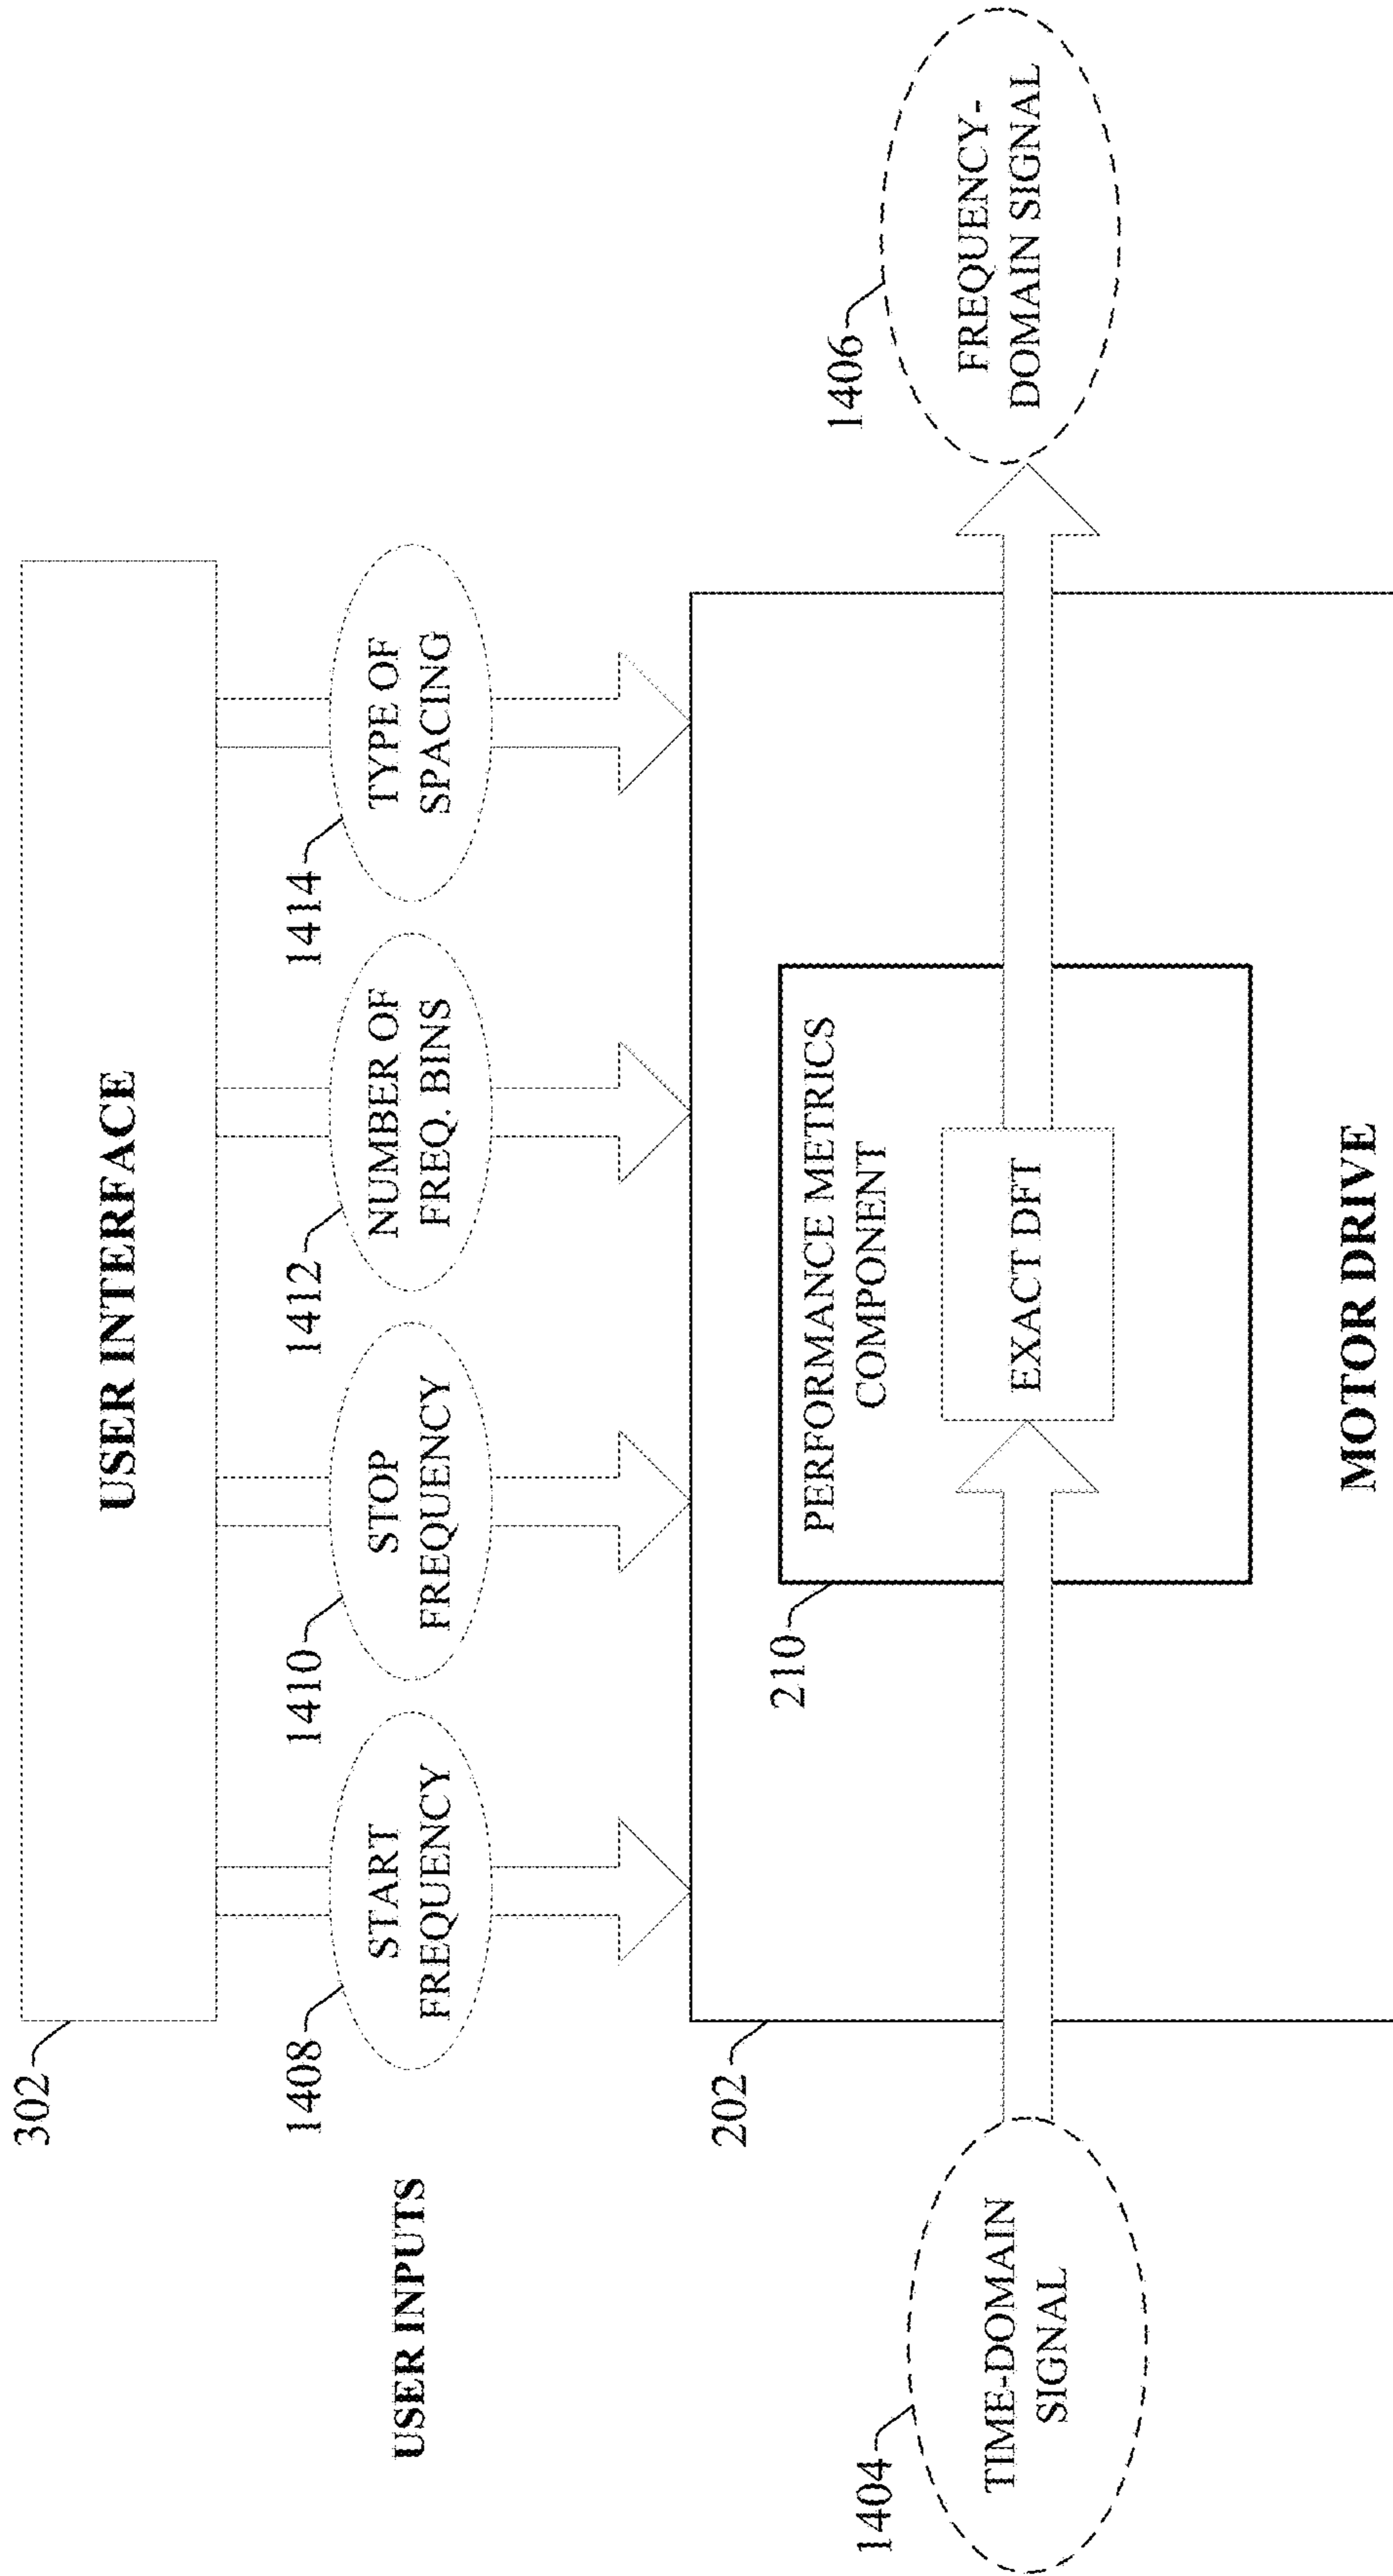 302
USER INTERFACE
USER INPUTS
1408
START
FREQUENCY
1410
STOP
FREQUENCY
1412
NUMBER OF
FREQ. BINS
1414
TYPE OF
SPACING
202
210
PERFORMANCE METRICS
COMPONENT
EXACT DFT
MOTOR DRIVE
1404
TIME-DOMAIN
SIGNAL
1406
FREQUENCY-
DOMAIN SIGNAL